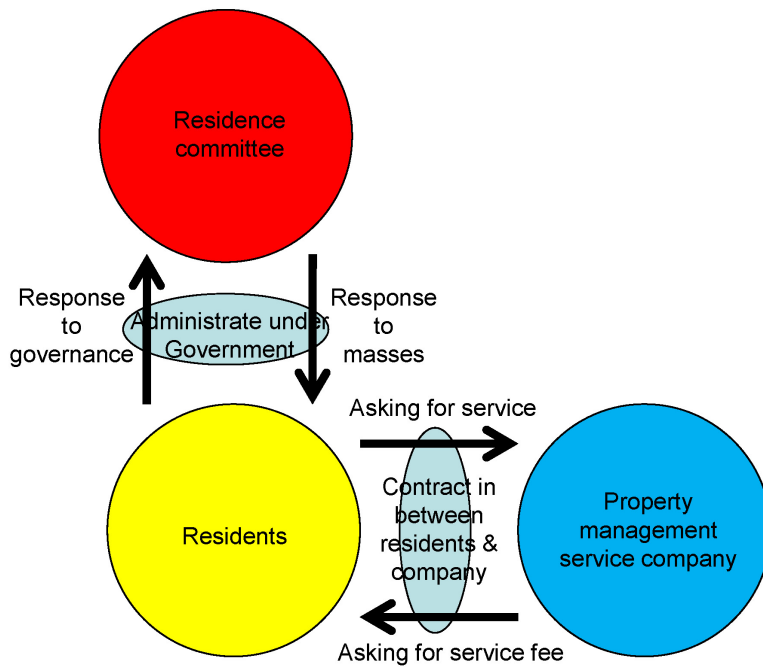 Residence
committee
Response
to
governance
Administrate under
Government
Response
to
masses
Asking for service
Residents
Contract in
between
residents &
company
Property
management
service company
Asking for service fee